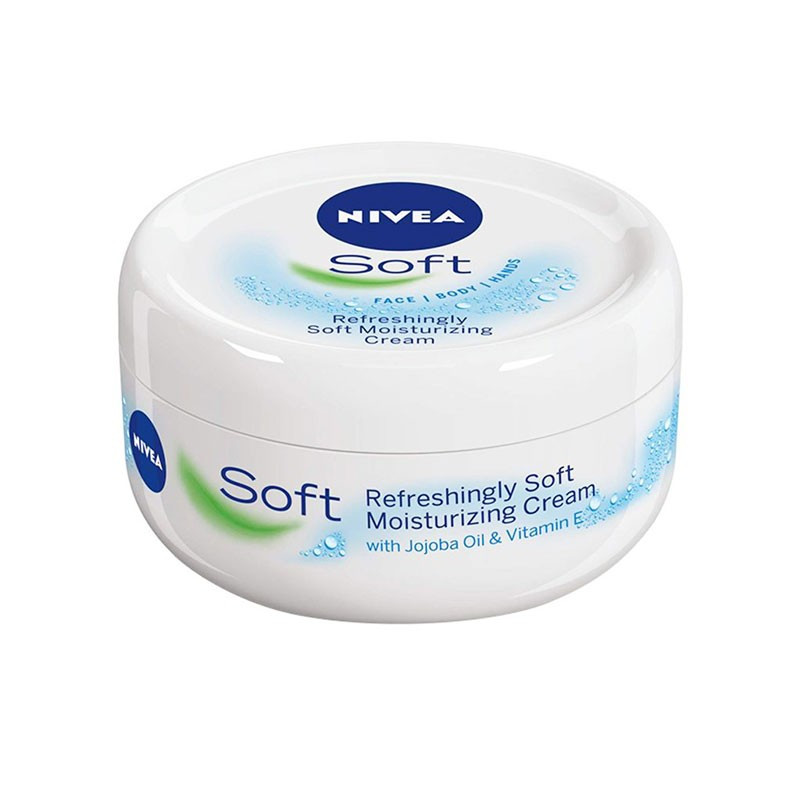 NIVEA
Soft
FACE | BODY | HANDS
Refreshingly
Soft Moisturizing
Cream
NIVEA
Soft
Refreshingly Soft
Moisturizing Cream
with Jojoba Oil & Vitamin E